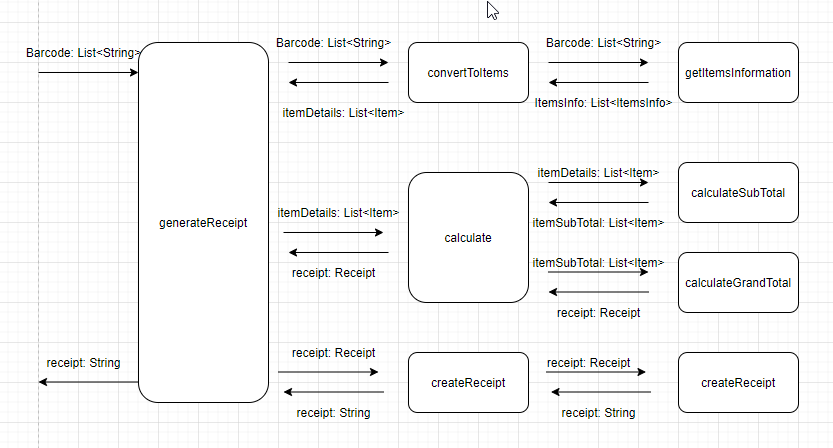 Barcode: List<String>
generateReceipt
receipt: String
Barcode: List<String>
itemDetails: List<Item>
convertToItems
Barcode: List<String>
ItemsInfo: List<ItemsInfo>
getItemsInformation
itemDetails: List<Item>
receipt: Receipt
calculate
itemDetails: List<Item>
itemSubTotal: List<Item>
calculateSubTotal
itemSubTotal: List<Item>
receipt: Receipt
calculateGrandTotal
receipt: Receipt
receipt: String
createReceipt
receipt: Receipt
receipt: String
createReceipt